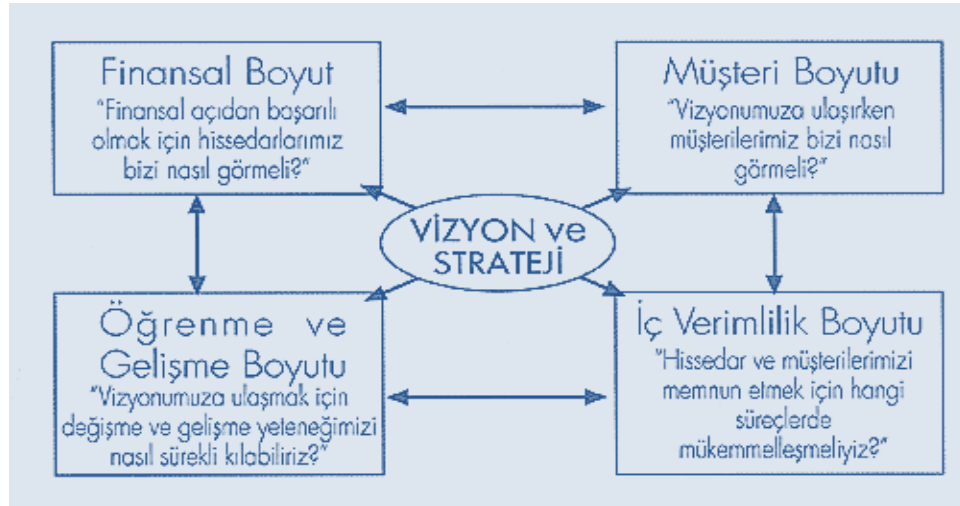 Finansal Boyut
"Finansal açıdan başarılı
olmak için hissedarlarımız
bizi nasıl görmeli?"
Müşteri Boyutu
"Vizyonumuza ulaşırken
müşterilerimiz bizi nasıl
görmeli?"
VİZYON ve
STRATEJİ
Öğrenme ve
Gelişme Boyutu
"Vizyonumuza ulaşmak için
değişme ve gelişme yeteneğimizi
nasıl sürekli kılabiliriz?"
İç Verimlilik Boyutu
"Hissedar ve müşterilerimizi
memnun etmek için hangi
süreçlerde
mükemmelleşmeliyiz?"